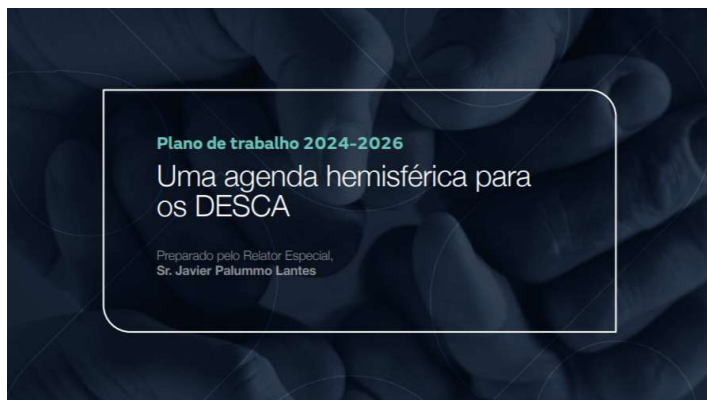 Plano de trabalho 2024-2026
Uma agenda hemisférica para
os DESCA
Preparado pelo Relator Especial,
Sr. Javier Palummo Lantes